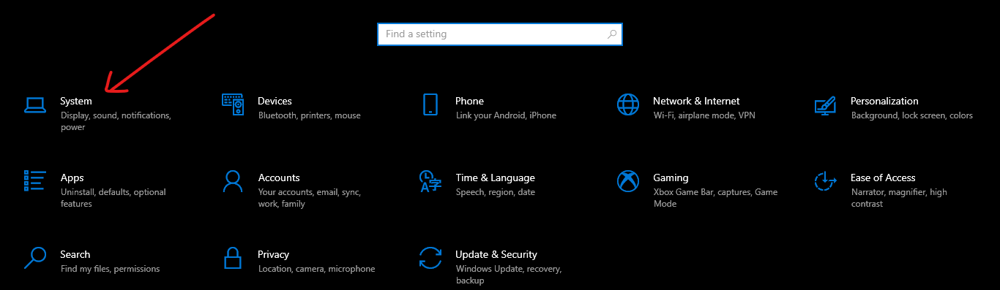 Find a setting
System
Display, sound, notifications,
power
Devices
Bluetooth, printers, mouse
Phone
Link your Android, iPhone
Network & Internet
Wi-Fi, airplane mode, VPN
Personalization
Background, lock screen, colors
Apps
Uninstall, defaults, optional
features
Accounts
Your accounts, email, sync,
work, family
Time & Language
Speech, region, date
Gaming
Xbox Game Bar, captures, Game
Mode
Ease of Access
Narrator, magnifier, high
contrast
Search
Find my files, permissions
Privacy
Location, camera, microphone
Update & Security
Windows Update, recovery,
backup